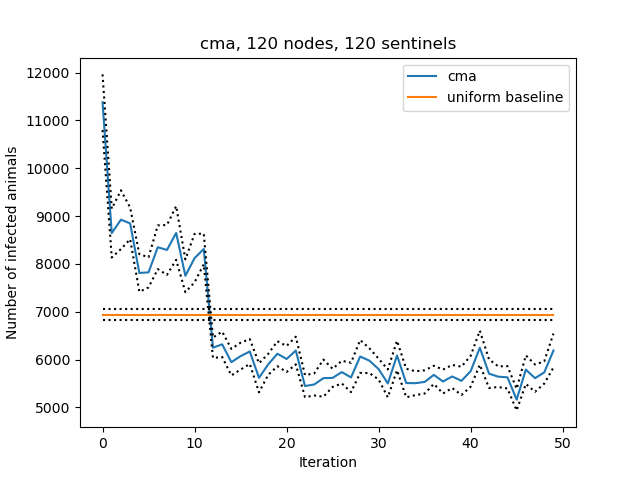 cma, 120 nodes, 120 sentinels
cma
uniform baseline
12000
11000
10000
9000
8000
7000
6000
5000
Number of infected animals
0 10 20 30 40 50
Iteration